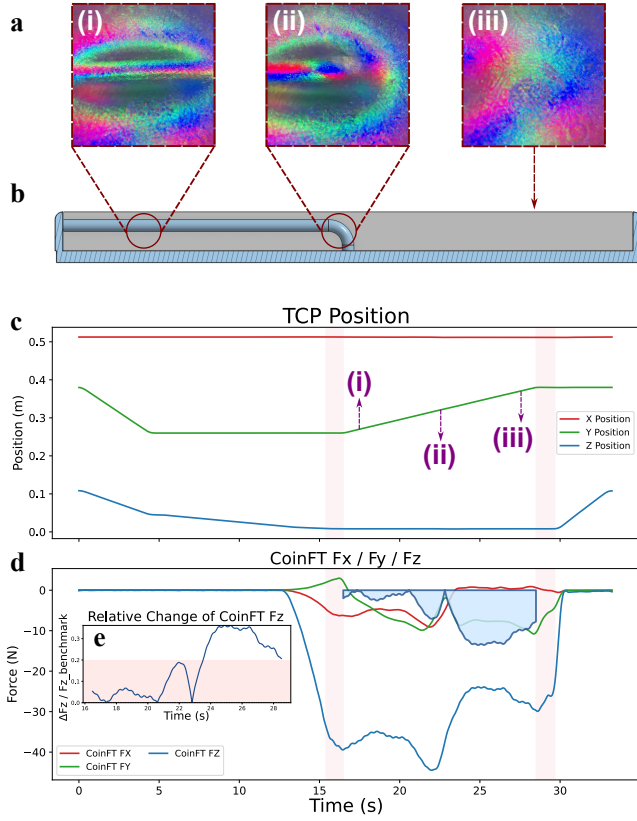 a
(i)
(ii)
(iii)
b
c
TCP Position
Position (m)
0.5
0.4
0.3
0.2
0.1
0.0
(i)
(ii)
(iii)
X Position
Y Position
Z Position
d
CoinFT Fx / Fy / Fz
Force (N)
0
−10
−20
−30
−40
e
Relative Change of CoinFT Fz
ΔFz / Fz_benchmark
0.3
0.2
0.1
0.0
16 18 20 22 24 26 28
Time (s)
CoinFT FX
CoinFT FY
CoinFT FZ
0 5 10 15 20 25 30
Time (s)